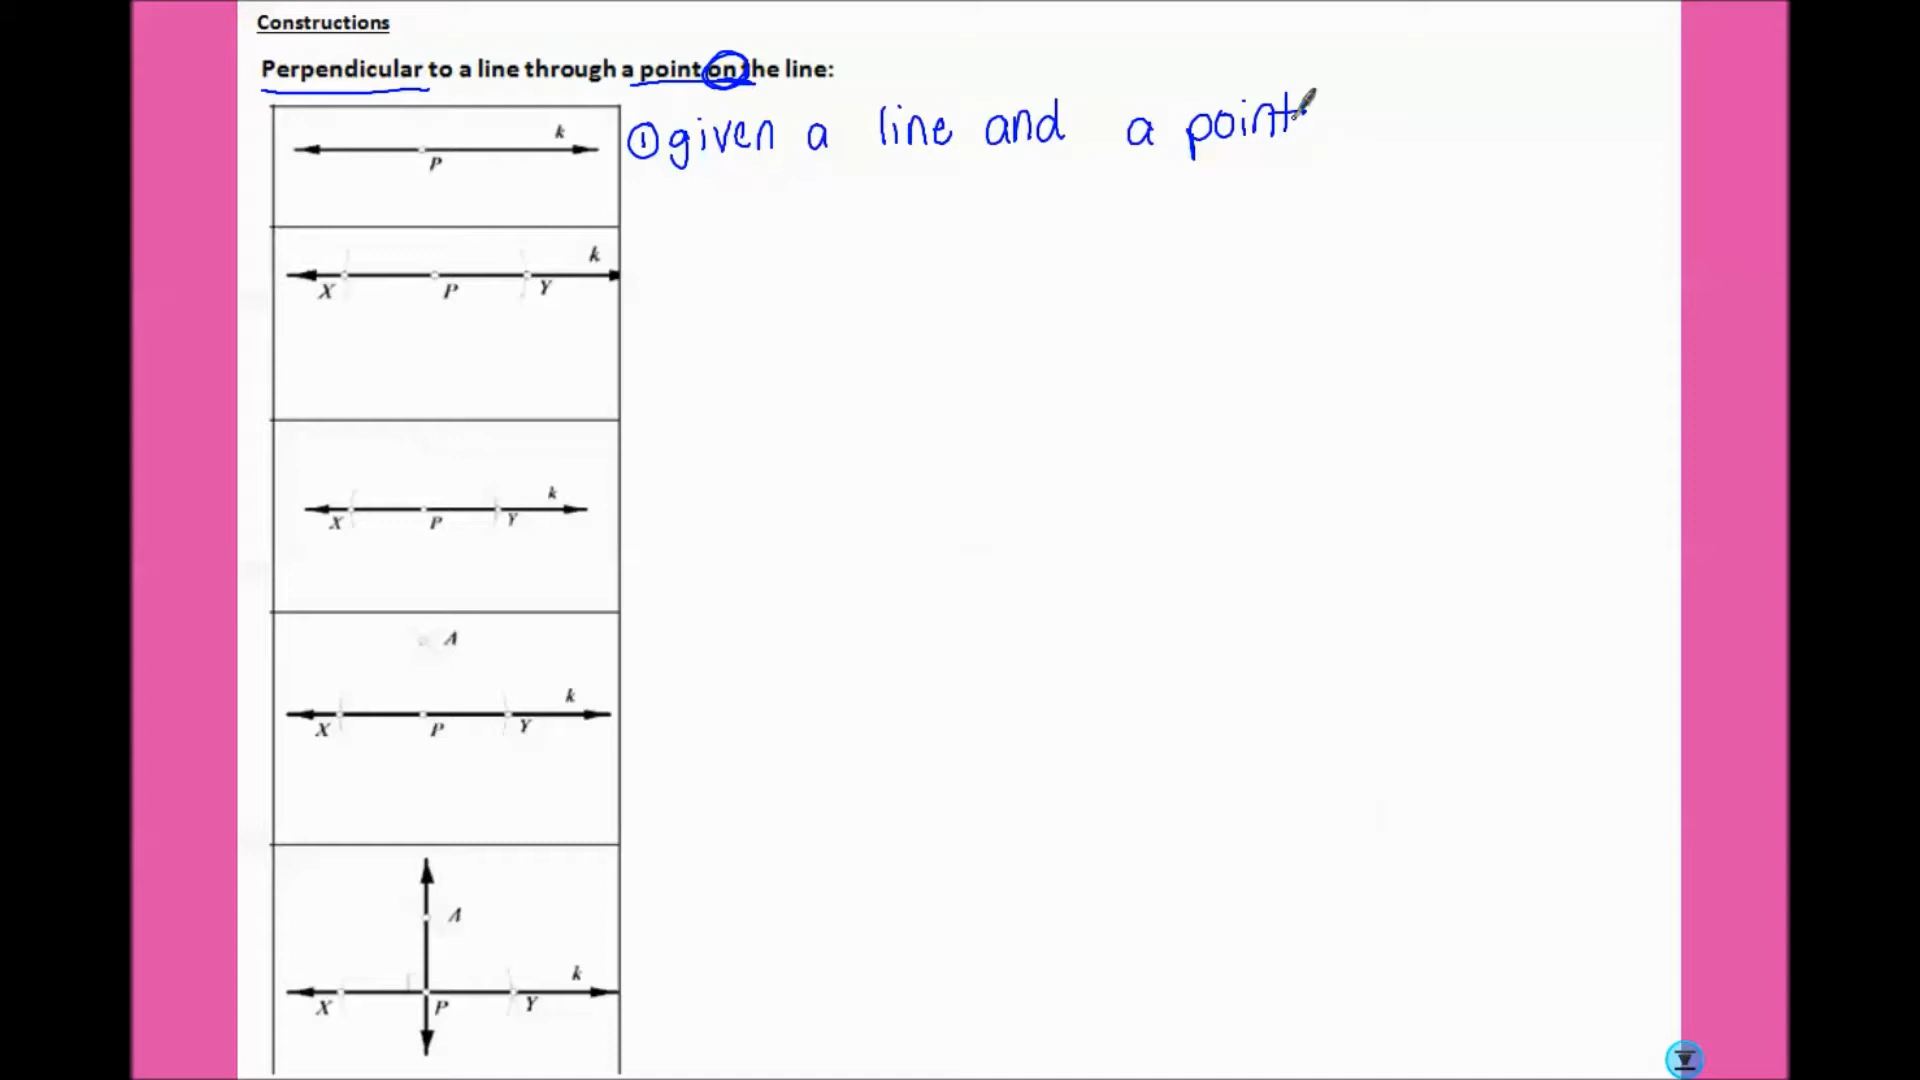 Constructions
Perpendicular to a line through a point on the line:
① given a line and a point
k
P
k
X P Y
k
X P Y
A
k
X P Y
A
k
X P Y